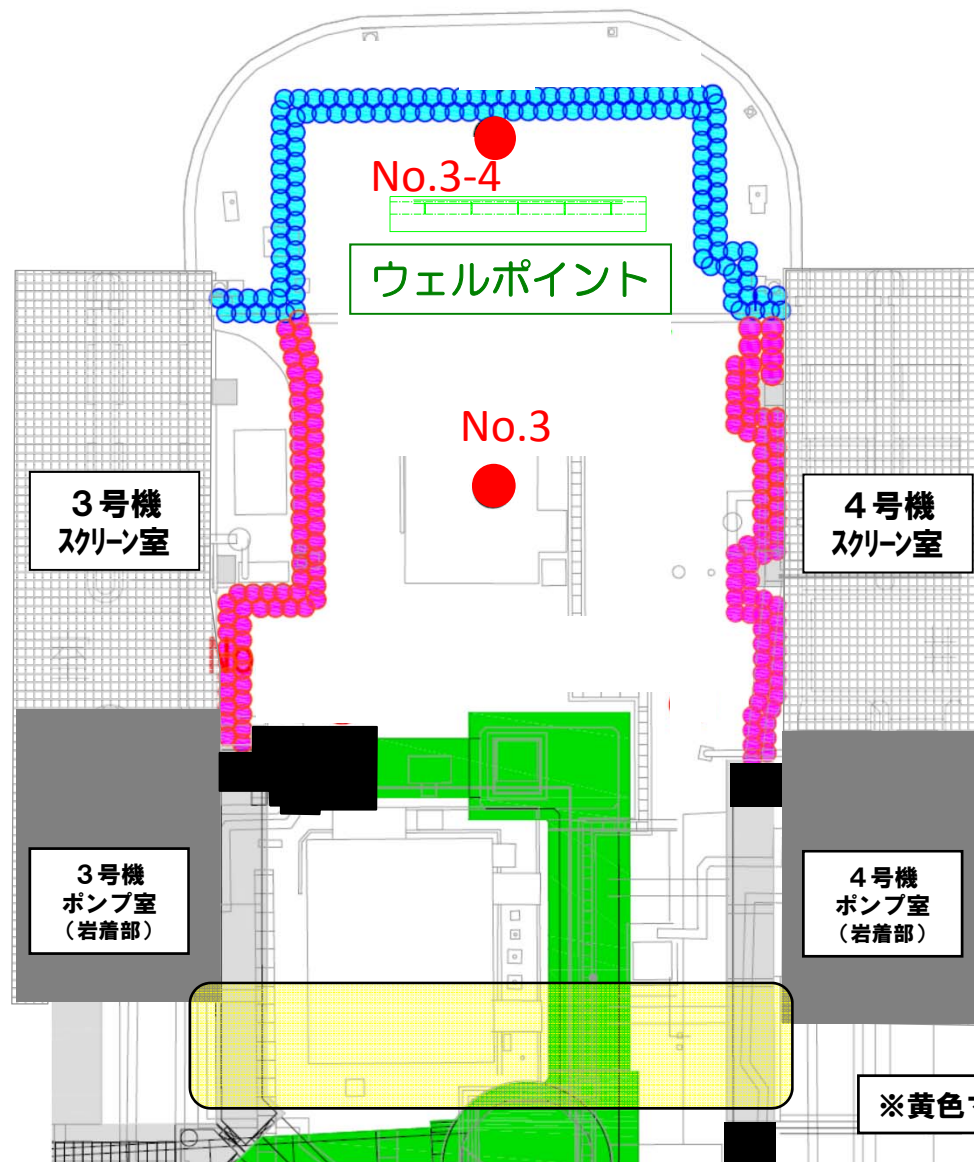 No.3-4
ウェルポイント
No.3
３号機
スクリーン室
４号機
スクリーン室
３号機
ポンプ室
（岩着部）
４号機
ポンプ室
（岩着部）
※黄色